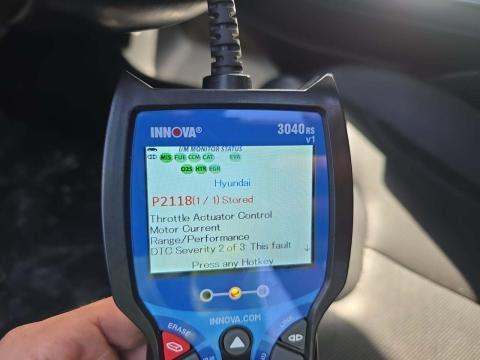 INNOVA®
3040RS
v1
I/M MONITOR STATUS
MIS FUE CCM CAT EVA
O2S HTR EGR
Hyundai
P2118(1 / 1) Stored
Throttle Actuator Control
Motor Current
Range/Performance
DTC Severity 2 of 3: This fault
Press any Hotkey
INNOVA.COM
ERASE